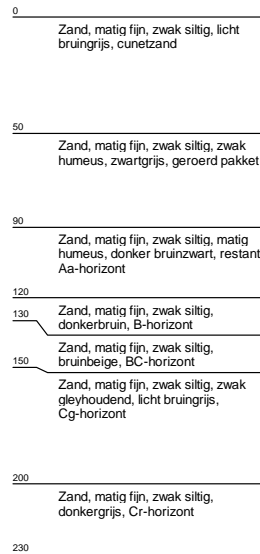 0
Zand, matig fijn, zwak siltig, licht
bruingrijs, cunetzand
50
Zand, matig fijn, zwak siltig, zwak
humeus, zwartgrijs, geroerd pakket
90
Zand, matig fijn, zwak siltig, matig
humeus, donker bruinzwart, restant
Aa-horizont
120
Zand, matig fijn, zwak siltig,
donkerbruin, B-horizont
130
Zand, matig fijn, zwak siltig,
bruinbeige, BC-horizont
150
Zand, matig fijn, zwak siltig, zwak
gleyhoudend, licht bruingrijs,
Cg-horizont
200
Zand, matig fijn, zwak siltig,
donkergrijs, Cr-horizont
230